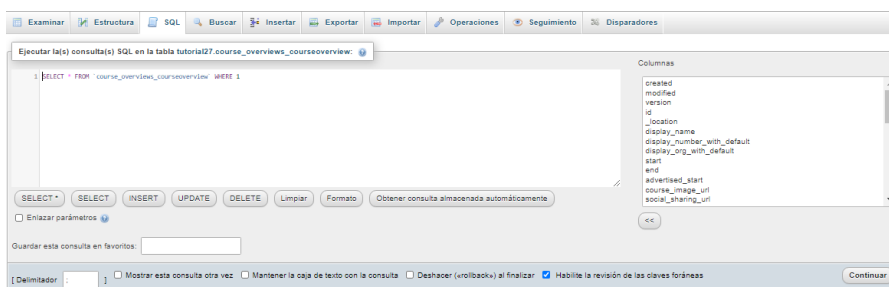 Examinar Estructura SQL Buscar Insertar Exportar Importar Operaciones Seguimiento Disparadores
Ejecutar la(s) consulta(s) SQL en la tabla tutorial27.course_overviews_courseoverview:
1 SELECT * FROM `course_overviews_courseoverview` WHERE 1
Columnas
created
modified
version
id
_location
display_name
display_number_with_default
display_org_with_default
start
end
advertised_start
course_image_url
social_sharing_url
SELECT * SELECT INSERT UPDATE DELETE Limpiar Formato Obtener consulta almacenada automáticamente
<<
Enlazar parámetros
Guardar esta consulta en favoritos:
[ Delimitador ; ] Mostrar esta consulta otra vez Mantener la caja de texto con la consulta Deshacer («rollback») al finalizar Habilite la revisión de las claves foráneas Continuar